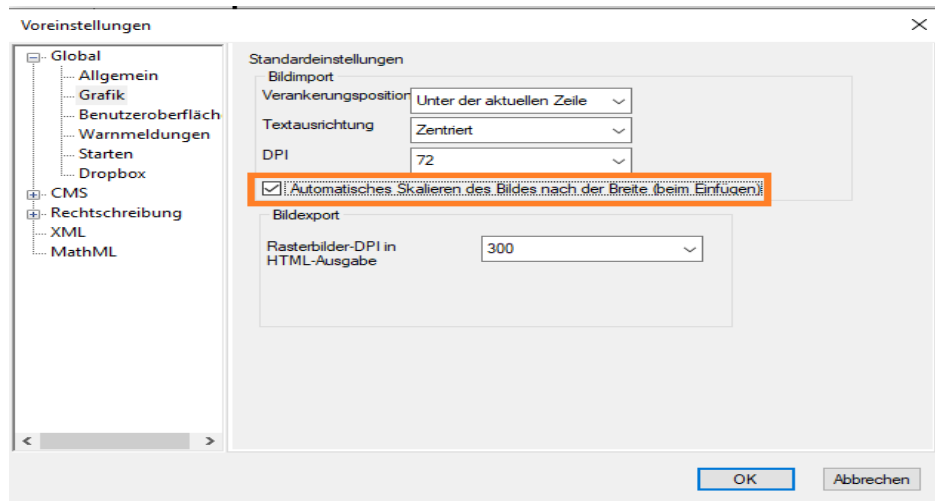 Voreinstellungen
Global
Allgemein
Grafik
Benutzeroberfläch
Warnmeldungen
Starten
Dropbox
CMS
Rechtschreibung
XML
MathML
Standardeinstellungen
Bildimport
Verankerungsposition Unter der aktuellen Zeile
Textausrichtung Zentriert
DPI 72
Automatisches Skalieren des Bildes nach der Breite (beim Einfügen)
Bildexport
Rasterbilder-DPI in 300
HTML-Ausgabe
OK Abbrechen